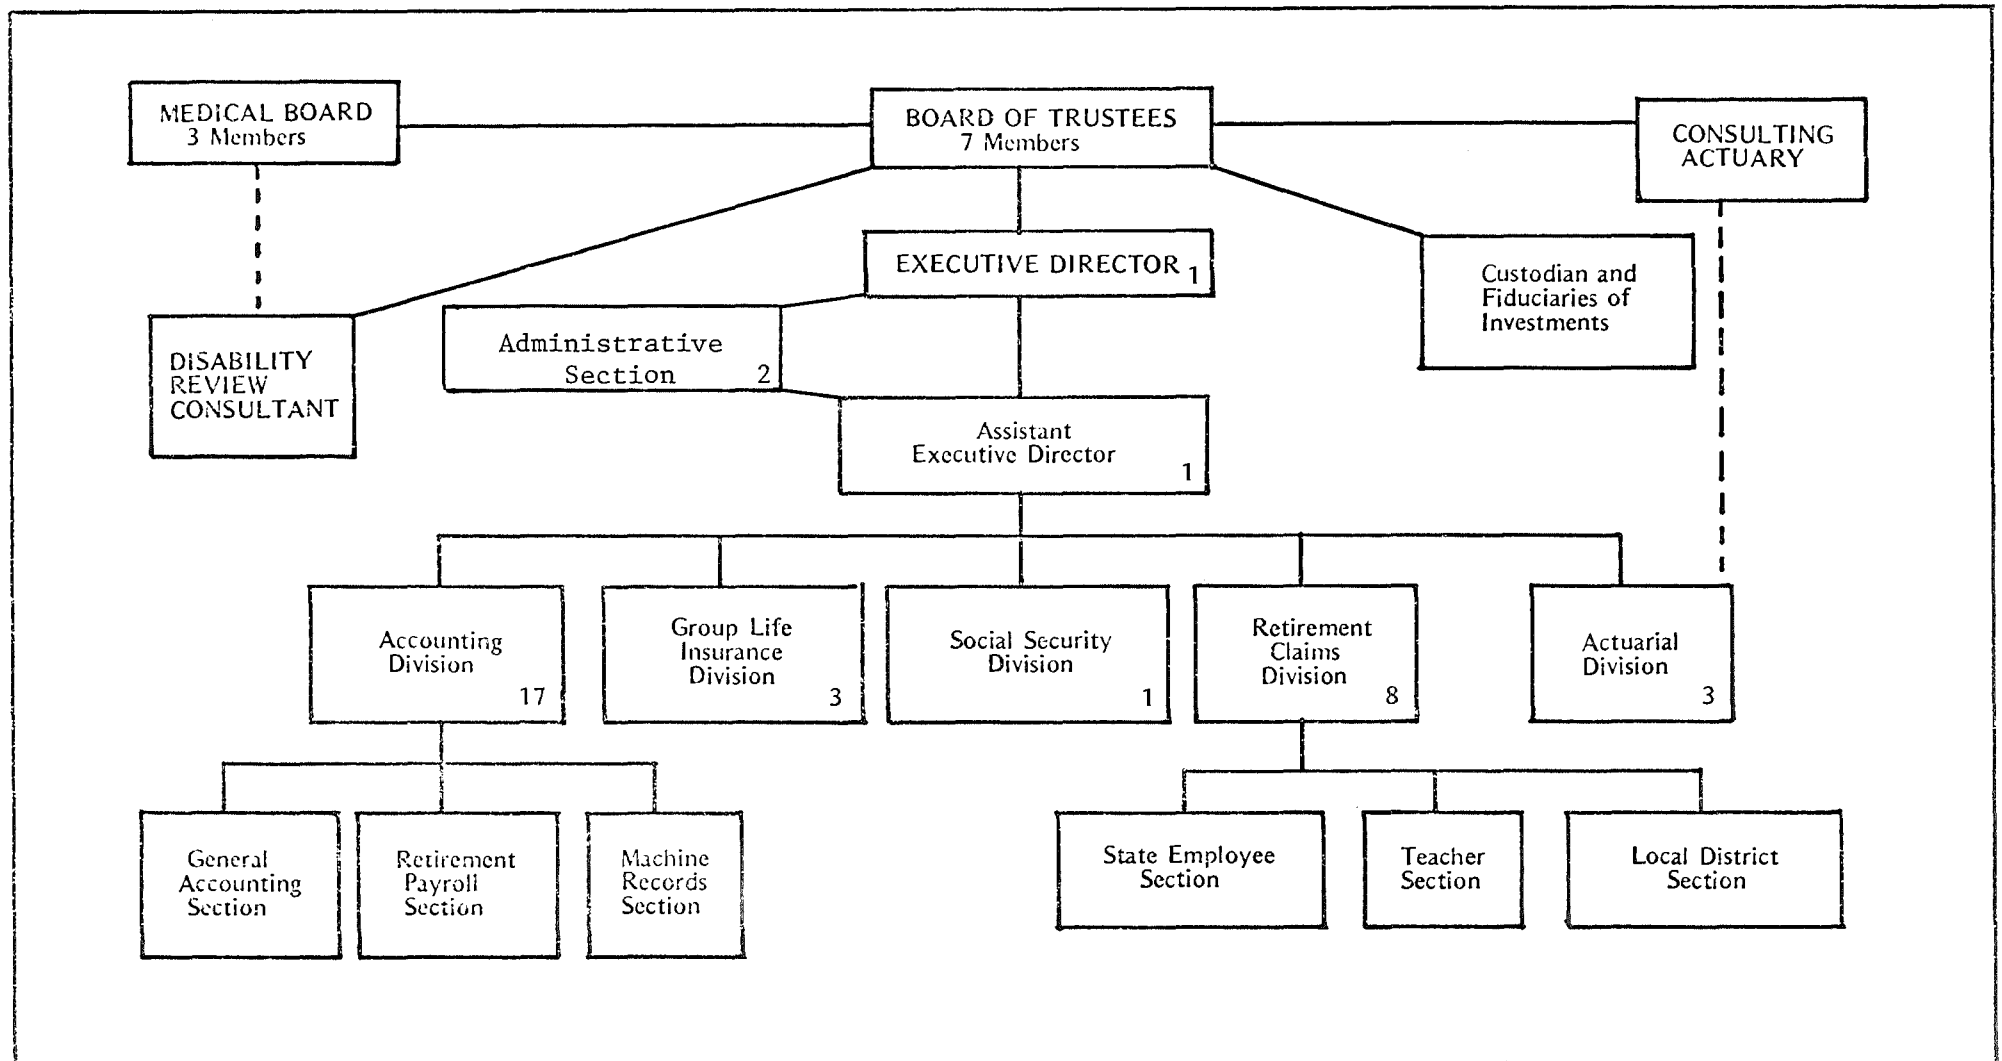 MEDICAL BOARD
3 Members
BOARD OF TRUSTEES
7 Members
CONSULTING
ACTUARY
EXECUTIVE DIRECTOR 1
Custodian and
Fiduciaries of
Investments
DISABILITY
REVIEW
CONSULTANT
Administrative
Section 2
Assistant
Executive Director
1
Accounting
Division
17
Group Life
Insurance
Division
3
Social Security
Division
1
Retirement
Claims
Division
8
Actuarial
Division
3
General
Accounting
Section
Retirement
Payroll
Section
Machine
Records
Section
State Employee
Section
Teacher
Section
Local District
Section